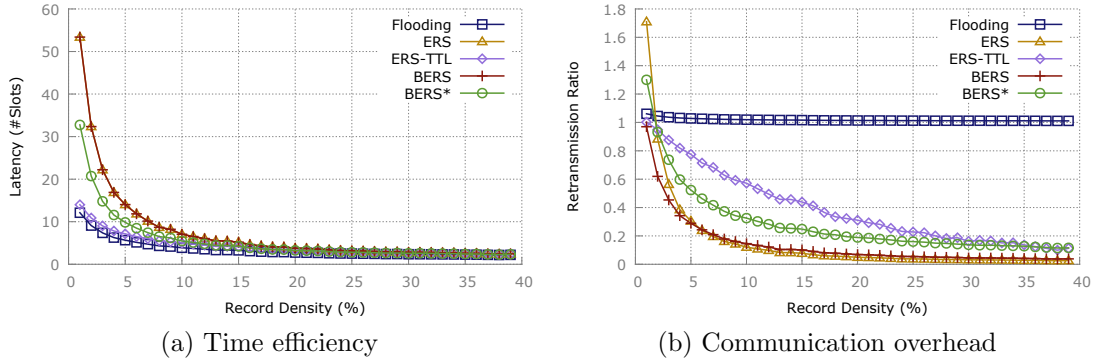 60
50
40
30
20
10
0
0 5 10 15 20 25 30 35 40
Latency (#Slots)
Record Density (%)
Flooding
ERS
ERS-TTL
BERS
BERS*
(a) Time efficiency
1.8
1.6
1.4
1.2
1
0.8
0.6
0.4
0.2
0
0 5 10 15 20 25 30 35 40
Retransmission Ratio
Record Density (%)
Flooding
ERS
ERS-TTL
BERS
BERS*
(b) Communication overhead